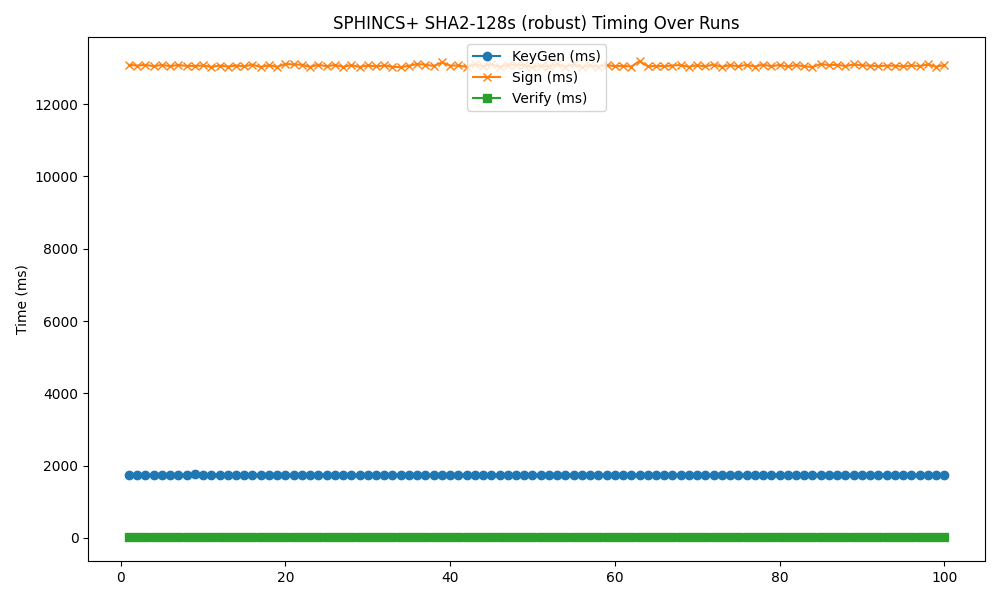 SPHINCS+ SHA2-128s (robust) Timing Over Runs
KeyGen (ms)
Sign (ms)
Verify (ms)
Time (ms)
12000
10000
8000
6000
4000
2000
0
0 20 40 60 80 100